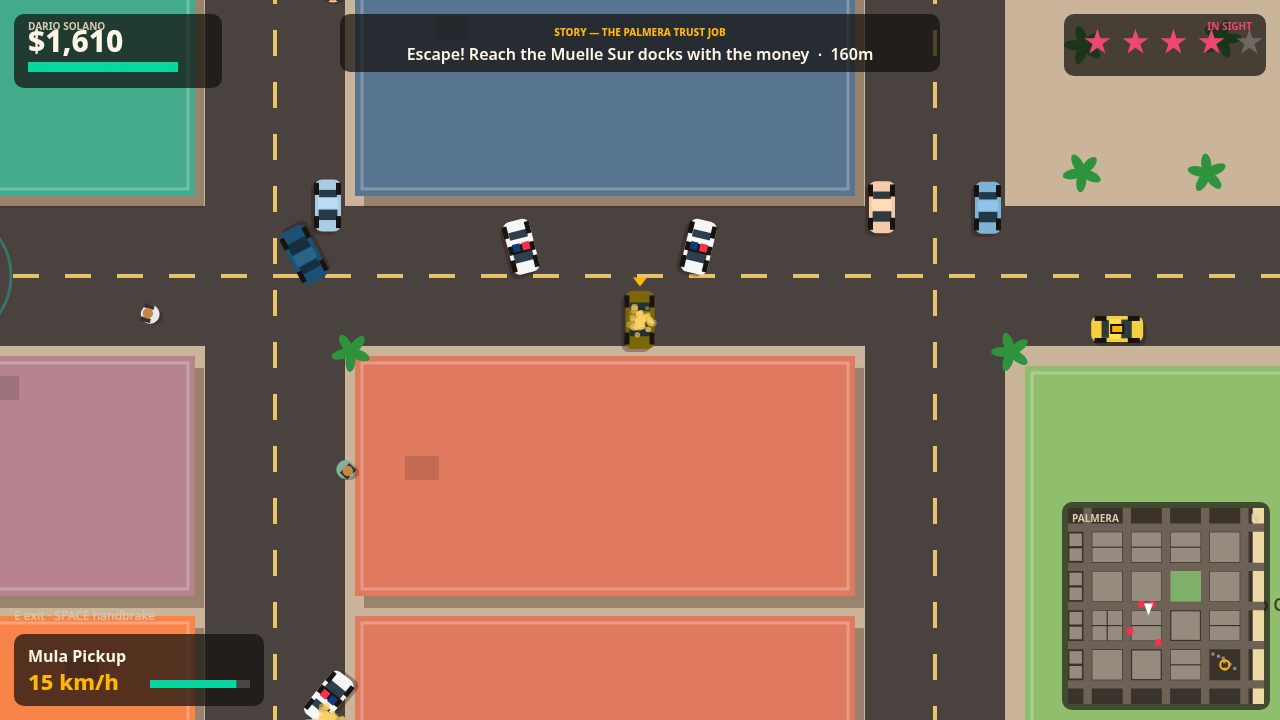 DARIO SOLANO
$1,610
STORY — THE PALMERA TRUST JOB
Escape! Reach the Muelle Sur docks with the money · 160m
IN SIGHT
PALMERA
E exit · SPACE handbrake
Mula Pickup
15 km/h